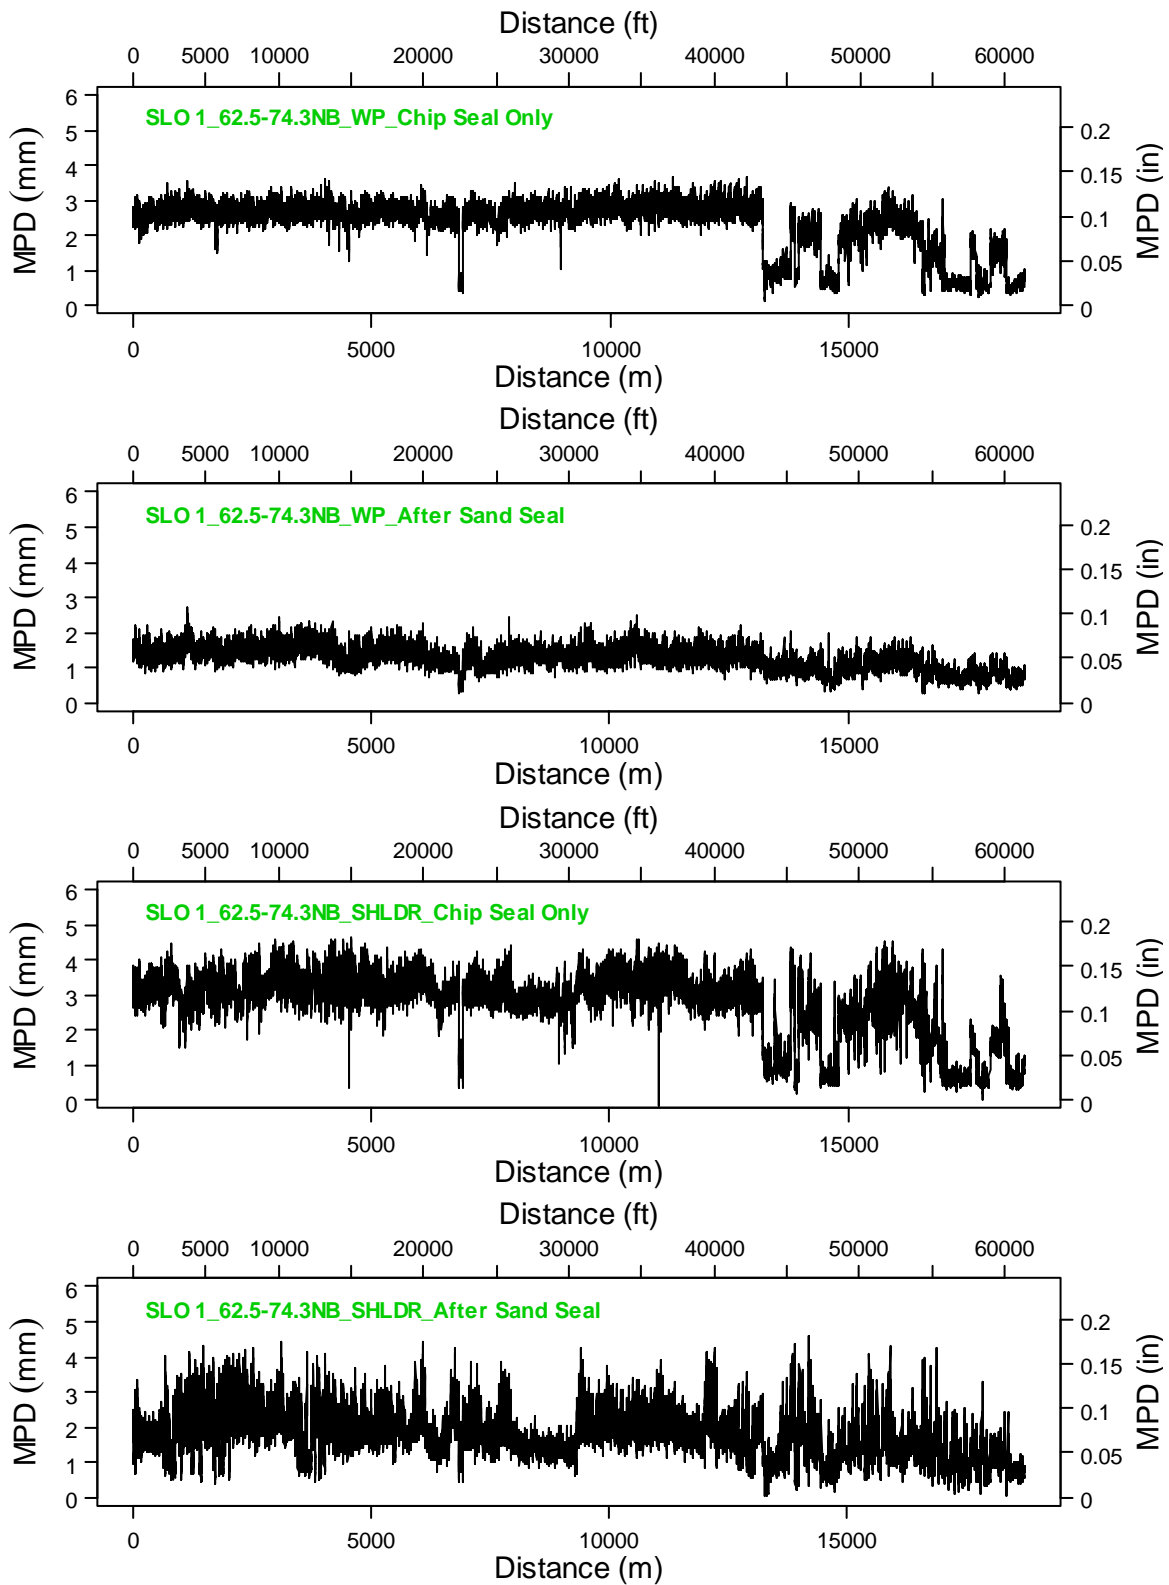 Distance (ft)
0 5000 10000 20000 30000 40000 50000 60000
SLO 1_62.5-74.3NB_WP_Chip Seal Only
MPD (mm)
6
5
4
3
2
1
0
0.2
0.15
0.1
0.05
0
MPD (in)
0 5000 10000 15000
Distance (m)
Distance (ft)
0 5000 10000 20000 30000 40000 50000 60000
SLO 1_62.5-74.3NB_WP_After Sand Seal
MPD (mm)
6
5
4
3
2
1
0
0.2
0.15
0.1
0.05
0
MPD (in)
0 5000 10000 15000
Distance (m)
Distance (ft)
0 5000 10000 20000 30000 40000 50000 60000
SLO 1_62.5-74.3NB_SHLDR_Chip Seal Only
MPD (mm)
6
5
4
3
2
1
0
0.2
0.15
0.1
0.05
0
MPD (in)
0 5000 10000 15000
Distance (m)
Distance (ft)
0 5000 10000 20000 30000 40000 50000 60000
SLO 1_62.5-74.3NB_SHLDR_After Sand Seal
MPD (mm)
6
5
4
3
2
1
0
0.2
0.15
0.1
0.05
0
MPD (in)
0 5000 10000 15000
Distance (m)